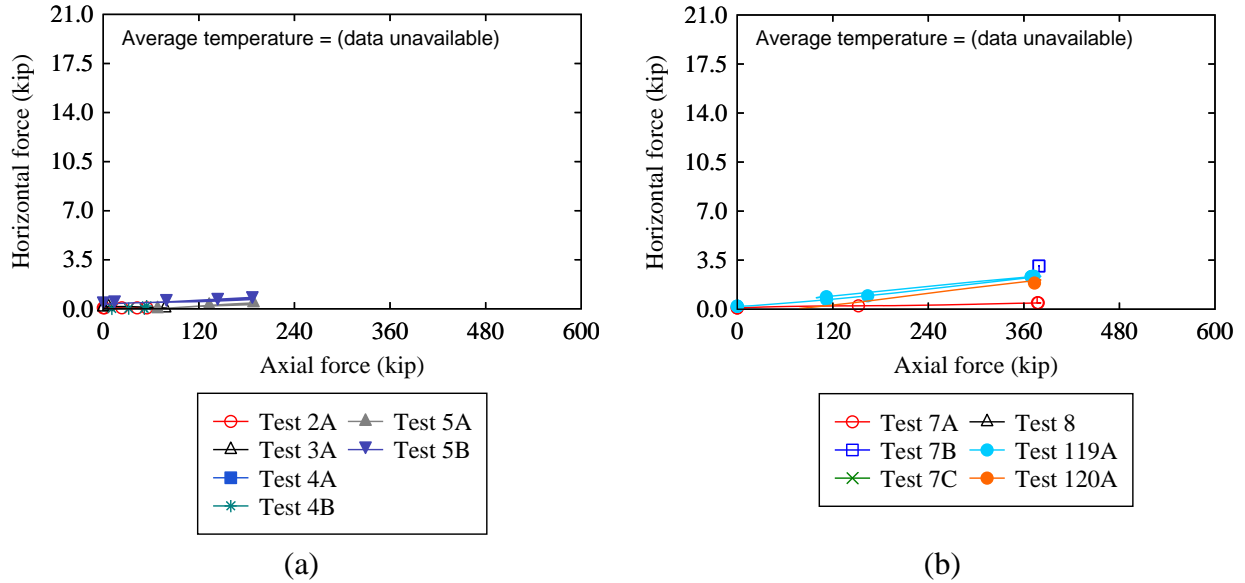 Horizontal force (kip)
21.0
17.5
14.0
10.5
7.0
3.5
0.0
Average temperature = (data unavailable)
0 120 240 360 480 600
Axial force (kip)
Test 2A Test 5A
Test 3A Test 5B
Test 4A
Test 4B
(a)
Horizontal force (kip)
21.0
17.5
14.0
10.5
7.0
3.5
0.0
Average temperature = (data unavailable)
0 120 240 360 480 600
Axial force (kip)
Test 7A Test 8
Test 7B Test 119A
Test 7C Test 120A
(b)